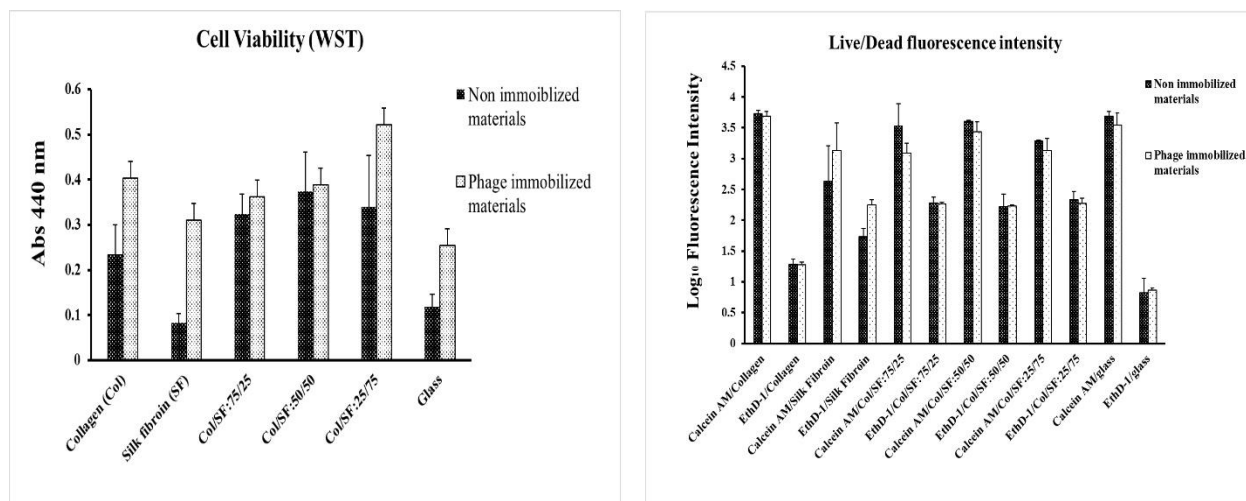 Cell Viability (WST)
0.6
0.5
0.4
0.3
0.2
0.1
0
Abs 440 nm
Non immoiblized
materials
Phage immobilized
materials
Collagen (Col)
Silk fibroin (SF)
Col/SF:75/25
Col/SF:50/50
Col/SF:25/75
Glass
Live/Dead fluorescence intensity
4.5
4
3.5
3
2.5
2
1.5
1
0.5
0
Log₁₀ Fluorescence Intensity
Non immobilized
materials
Phage immobilized
materials
Calcein AM/Collagen
EthD-1/Collagen
Calcein AM/Silk Fibroin
EthD-1/Silk Fibroin
Calcein AM/Col/SF:75/25
EthD-1/Col/SF:75/25
Calcein AM/Col/SF:50/50
EthD-1/Col/SF:50/50
Calcein AM/Col/SF:25/75
EthD-1/Col/SF:25/75
Calcein AM/glass
EthD-1/glass